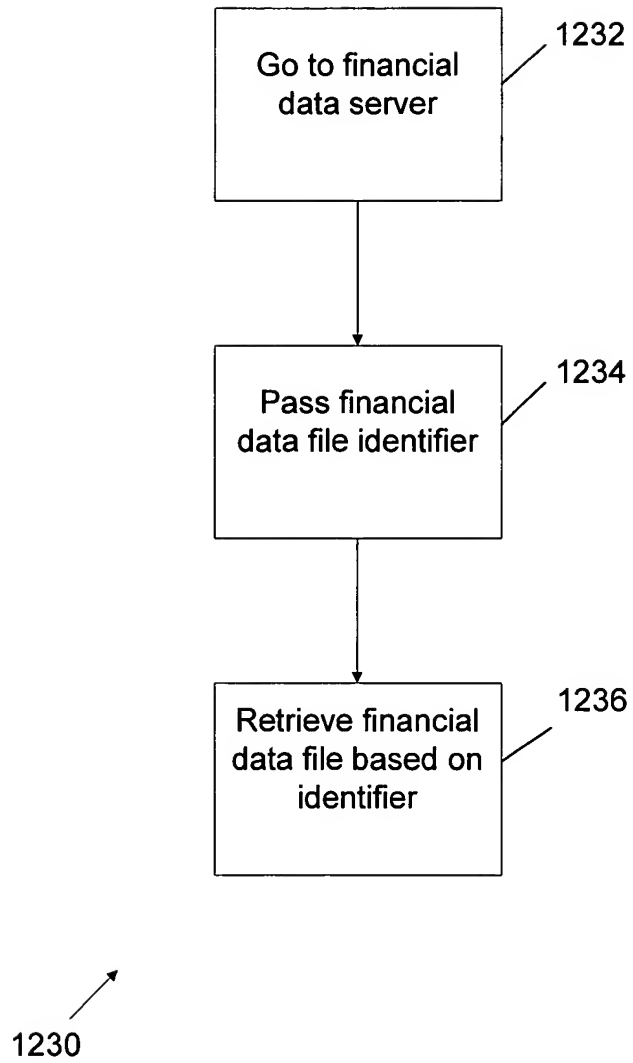 Go to financial
data server
1232
Pass financial
data file identifier
1234
Retrieve financial
data file based on
identifier
1236
1230